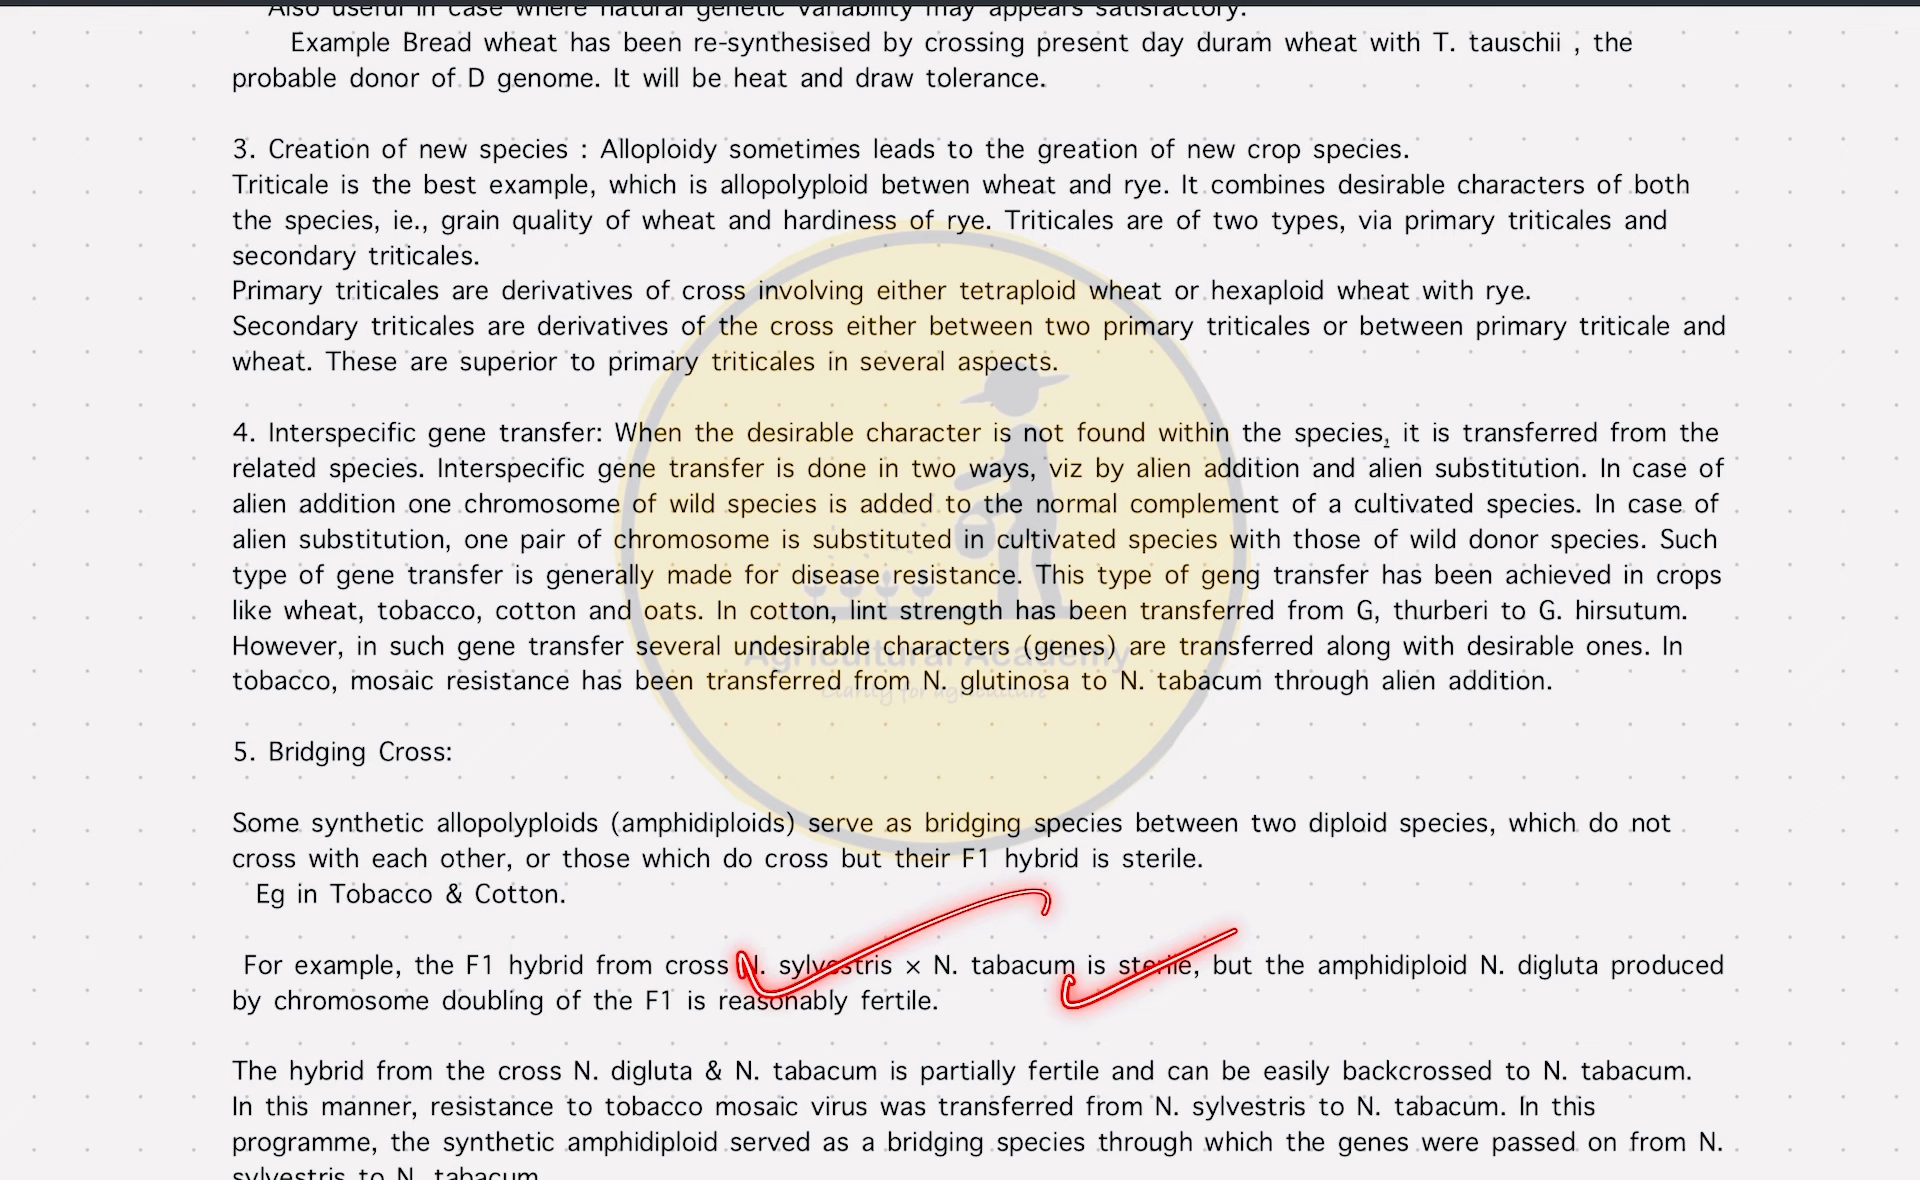 Also useful in case where natural genetic variability may appears satisfactory.
Example Bread wheat has been re-synthesised by crossing present day duram wheat with T. tauschii , the
probable donor of D genome. It will be heat and draw tolerance.
3. Creation of new species : Alloploidy sometimes leads to the greation of new crop species.
Triticale is the best example, which is allopolyploid betwen wheat and rye. It combines desirable characters of both
the species, ie., grain quality of wheat and hardiness of rye. Triticales are of two types, via primary triticales and
secondary triticales.
Primary triticales are derivatives of cross involving either tetraploid wheat or hexaploid wheat with rye.
Secondary triticales are derivatives of the cross either between two primary triticales or between primary triticale and
wheat. These are superior to primary triticales in several aspects.
4. Interspecific gene transfer: When the desirable character is not found within the species, it is transferred from the
related species. Interspecific gene transfer is done in two ways, viz by alien addition and alien substitution. In case of
alien addition one chromosome of wild species is added to the normal complement of a cultivated species. In case of
alien substitution, one pair of chromosome is substituted in cultivated species with those of wild donor species. Such
type of gene transfer is generally made for disease resistance. This type of geng transfer has been achieved in crops
like wheat, tobacco, cotton and oats. In cotton, lint strength has been transferred from G, thurberi to G. hirsutum.
However, in such gene transfer several undesirable characters (genes) are transferred along with desirable ones. In
Agricultural Academy
tobacco, mosaic resistance has been transferred from N. glutinosa to N. tabacum through alien addition.
Clarity for agriculture
5. Bridging Cross:
Some synthetic allopolyploids (amphidiploids) serve as bridging species between two diploid species, which do not
cross with each other, or those which do cross but their F1 hybrid is sterile.
Eg in Tobacco & Cotton.
For example, the F1 hybrid from cross N. sylvestris × N. tabacum is sterile, but the amphidiploid N. digluta produced
by chromosome doubling of the F1 is reasonably fertile.
The hybrid from the cross N. digluta & N. tabacum is partially fertile and can be easily backcrossed to N. tabacum.
In this manner, resistance to tobacco mosaic virus was transferred from N. sylvestris to N. tabacum. In this
programme, the synthetic amphidiploid served as a bridging species through which the genes were passed on from N.
sylvestris to N. tabacum